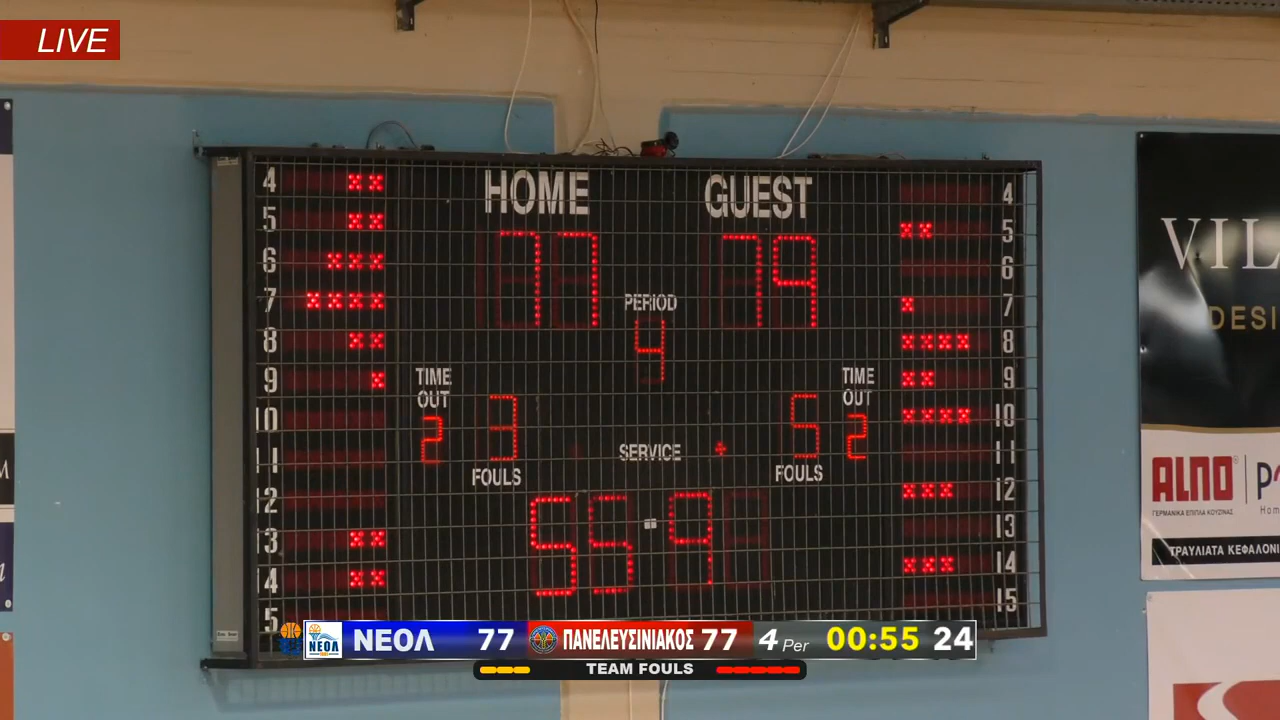 LIVE
HOME GUEST
77 79
PERIOD
4
TIME OUT 2
3 FOULS
SERVICE
5 FOULS
TIME OUT 2
55 9
4
5
6
7
8
9
10
11
12
13
14
15
4
5
6
7
8
9
10
11
12
13
14
15
VIL
DESI
ALNO
ΓΕΡΜΑΝΙΚΑ ΕΠΙΠΛΑ ΚΟΥΖΙΝΑΣ
Hom
ΤΡΑΥΛΙΑΤΑ ΚΕΦΑΛΟΝΙ
ΝΕΟΛ
ΝΕΟΛ 77 ΠΑΝΕΛΕΥΣΙΝΙΑΚΟΣ 77 4 Per 00:55 24
TEAM FOULS